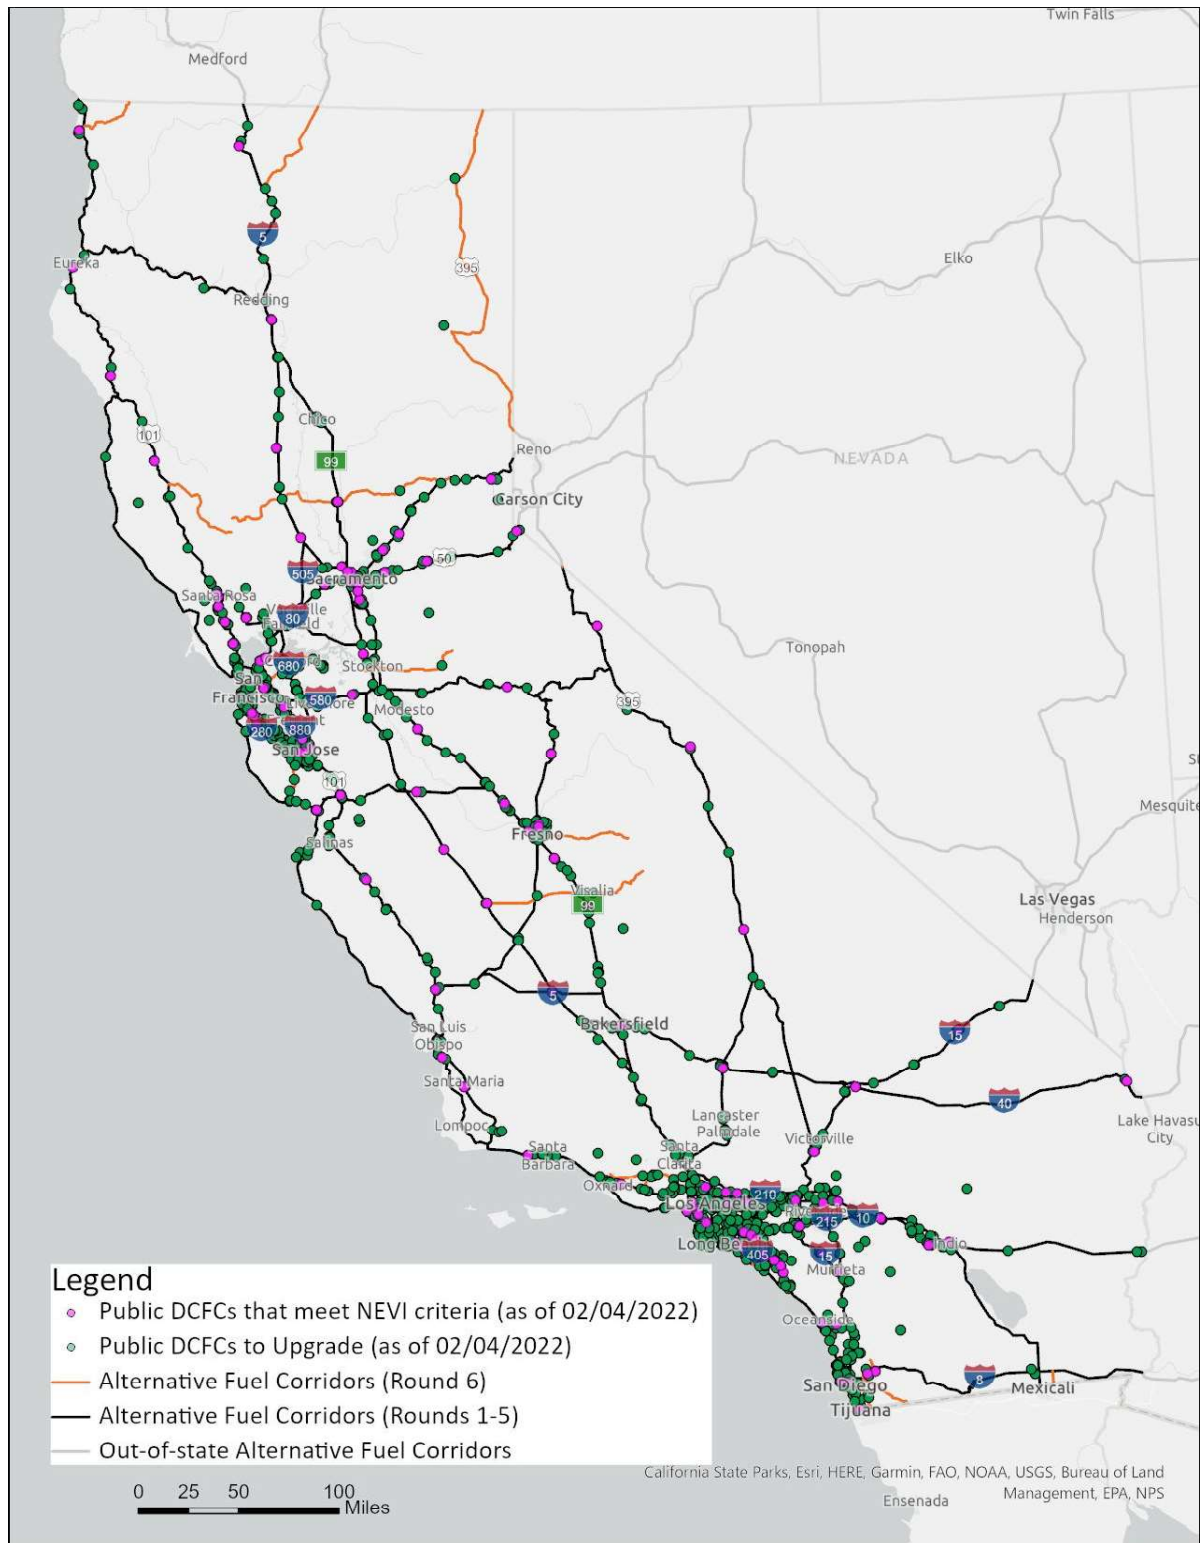 Twin Falls
Medford
5
Eureka
395
Elko
Redding
Chico
101
99
Reno
NEVADA
Carson City
50
505
Sacramento
Santa Rosa
80
680
Stockton
San
Francisco
580
Modesto
280
880
San Jose
Tonopah
395
101
Salinas
Fresno
Visalia
99
Mesquite
Las Vegas
Henderson
5
Bakersfield
San Luis
Obispo
15
Santa Maria
40
Lompoc
Lancaster
Palmdale
Victorville
Lake Havasu
City
Santa
Barbara
Santa
Clarita
Oxnard
210
Los Angeles
215
10
Long Be
405
15
Indio
Murrieta
Oceanside
San Diego
8
Mexicali
Tijuana
Legend
Public DCFCs that meet NEVI criteria (as of 02/04/2022)
Public DCFCs to Upgrade (as of 02/04/2022)
Alternative Fuel Corridors (Round 6)
Alternative Fuel Corridors (Rounds 1-5)
Out-of-state Alternative Fuel Corridors
0 25 50 100
Miles
California State Parks, Esri, HERE, Garmin, FAO, NOAA, USGS, Bureau of Land
Management, EPA, NPS
Ensenada